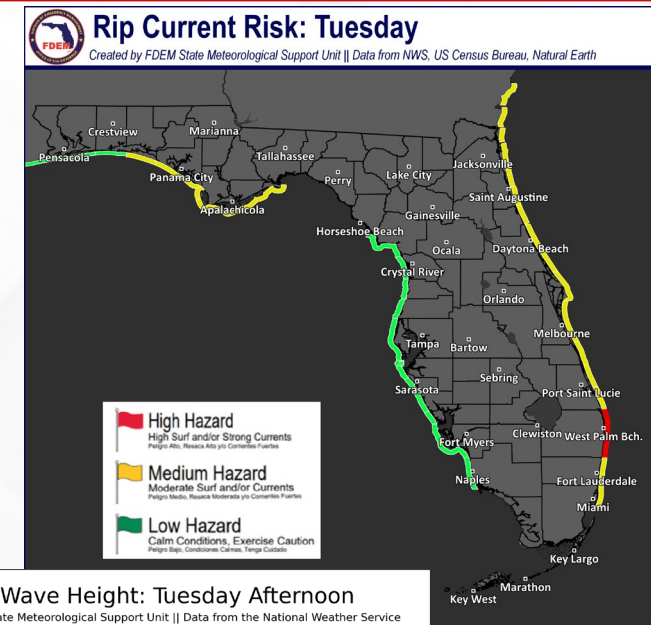 FDEM
Rip Current Risk: Tuesday
Created by FDEM State Meteorological Support Unit || Data from NWS, US Census Bureau, Natural Earth
Crestview
Marianna
Pensacola
Tallahassee
Jacksonville
Panama City
Perry
Lake City
Saint Augustine
Apalachicola
Gainesville
Horseshoe Beach
Ocala
Daytona Beach
Crystal River
Orlando
Melbourne
Tampa
Bartow
Sebring
Sarasota
Port Saint Lucie
High Hazard
High Surf and/or Strong Currents
Peligro Alto, Resaca Alta y/o Corrientes Fuertes
Clewiston
West Palm Bch.
Fort Myers
Medium Hazard
Moderate Surf and/or Currents
Peligro Medio, Resaca Moderada y/o Corrientes Fuertes
Naples
Fort Lauderdale
Miami
Low Hazard
Calm Conditions, Exercise Caution
Peligro Bajo, Condiciones Calmas, Tenga Cuidado
Key Largo
Marathon
Key West
Wave Height: Tuesday Afternoon
ate Meteorological Support Unit || Data from the National Weather Service